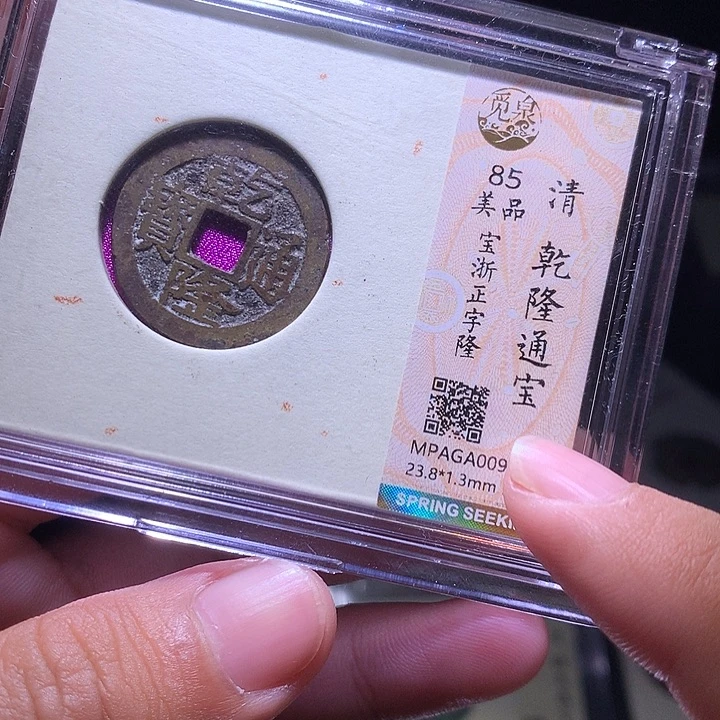 乾隆通寶
觅泉
清 乾隆通宝
85
美品
宝浙正字隆
MPAGA009
23.8*1.3mm
SPRING SEEKI